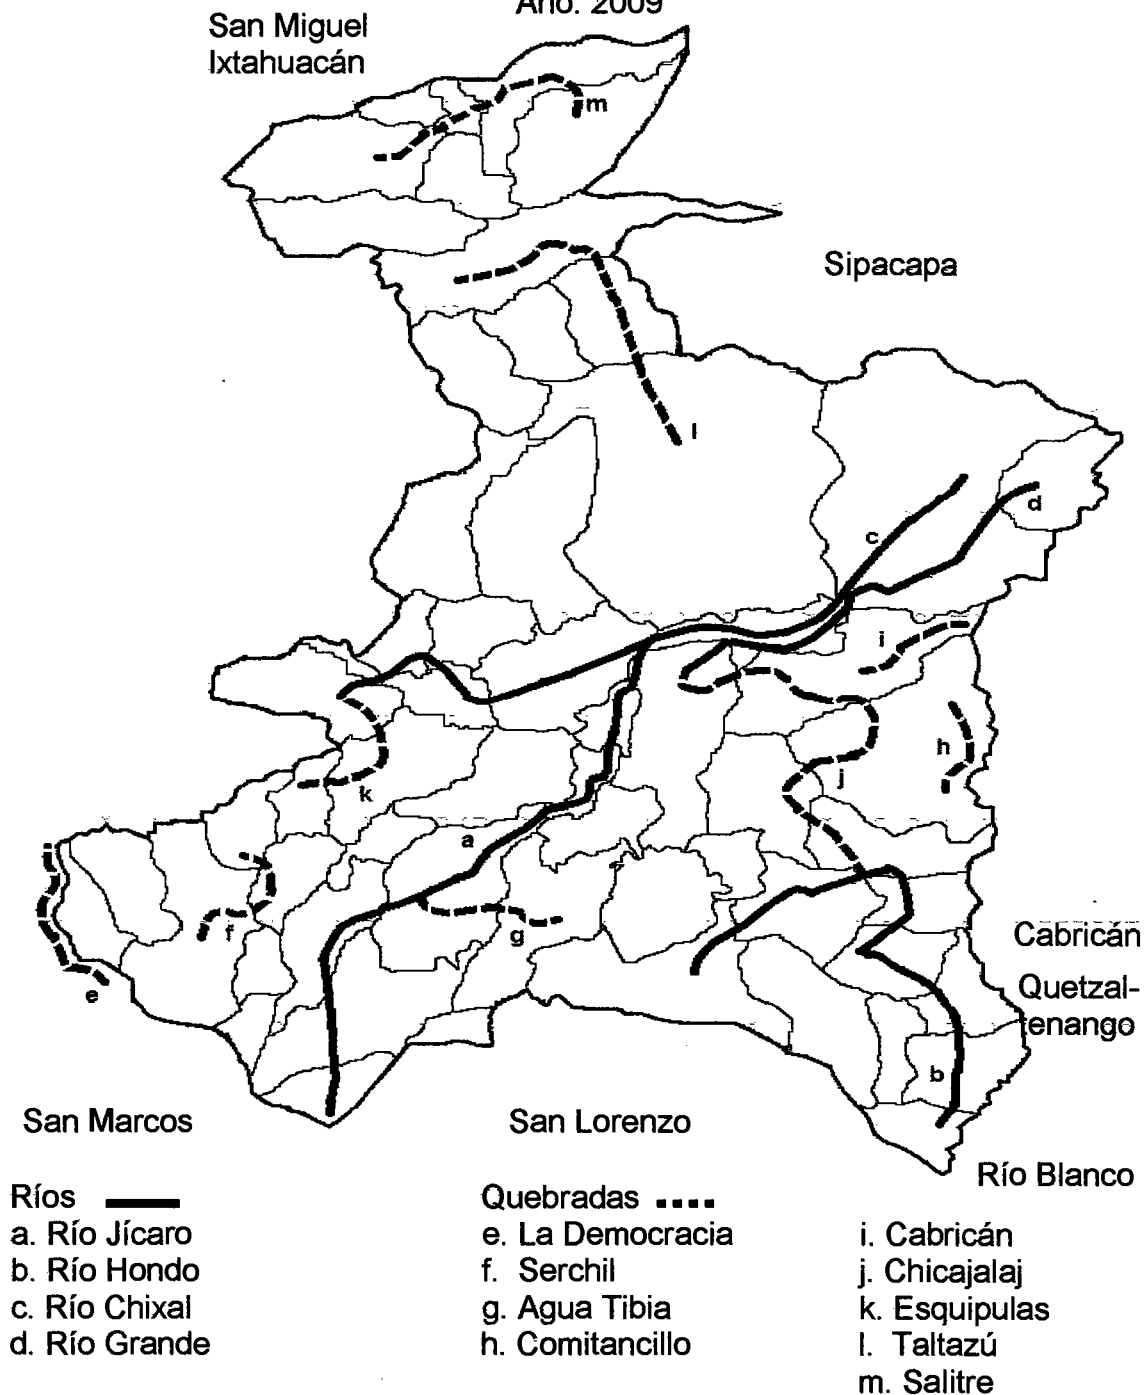 Año: 2009
San Miguel
Ixtahuacán
m
Sipacapa
l
d
c
i
h
j
k
a
f
g
e
Cabricán
Quetzal-
tenango
b
San Marcos
San Lorenzo
Río Blanco
Ríos
a. Río Jícaro
b. Río Hondo
c. Río Chixal
d. Río Grande
Quebradas
e. La Democracia
f. Serchil
g. Agua Tibia
h. Comitancillo
i. Cabricán
j. Chicajalaj
k. Esquipulas
l. Taltazú
m. Salitre